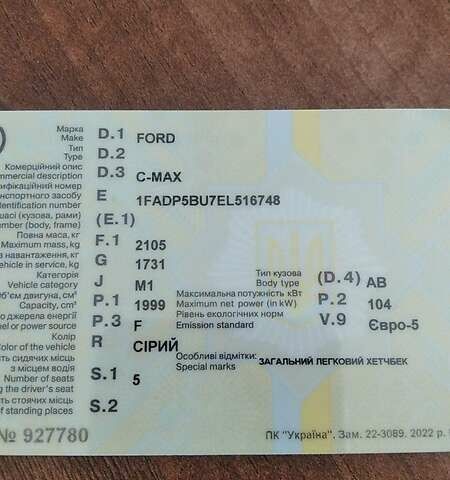 Марка D.1 FORD
Make
Тип D.2
Type
Комерційний опис D.3 C-MAX
commercial description
номер E 1FADP5BU7EL516748
транспортного засобу
identification number
(кузова, рами) (E.1)
number (body, frame)
Повна маса, кг F.1 2105
Maximum mass, kg
з навантаження, кг G 1731
vehicle in service, kg
Категорія J M1 Тип кузова (D.4) AB
Vehicle category Body type
двигуна, см³ P.1 1999 Максимальна потужність кВт P.2 104
Capacity, cm³ Maximum net power (in kW)
джерела енергії P.3 F Рівень екологічних норм V.9 Євро-5
or power source Emission standard
Колір R СІРИЙ
Color of the vehicle
сидячих місць S.1 5 Особливі відмітки: ЗАГАЛЬНИЙ ЛЕГКОВИЙ ХЕТЧБЕК
з місцем водія Special marks
Number of seats
the driver's seat
стоячих місць S.2
of standing places
№ 927780 ПК "Україна". Зам. 22-3089. 2022 р.